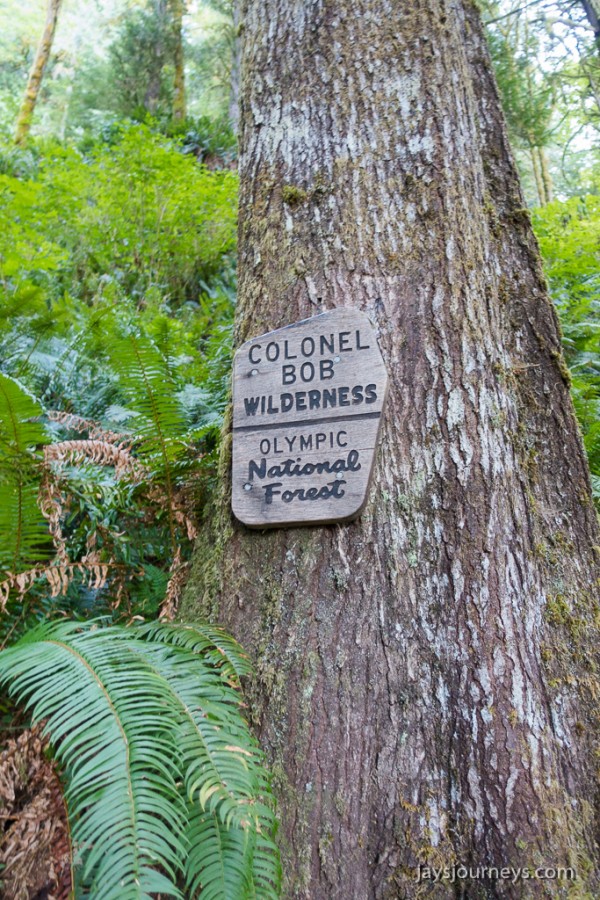 COLONEL
BOB
WILDERNESS
OLYMPIC
National
Forest
jaysjourneys.com